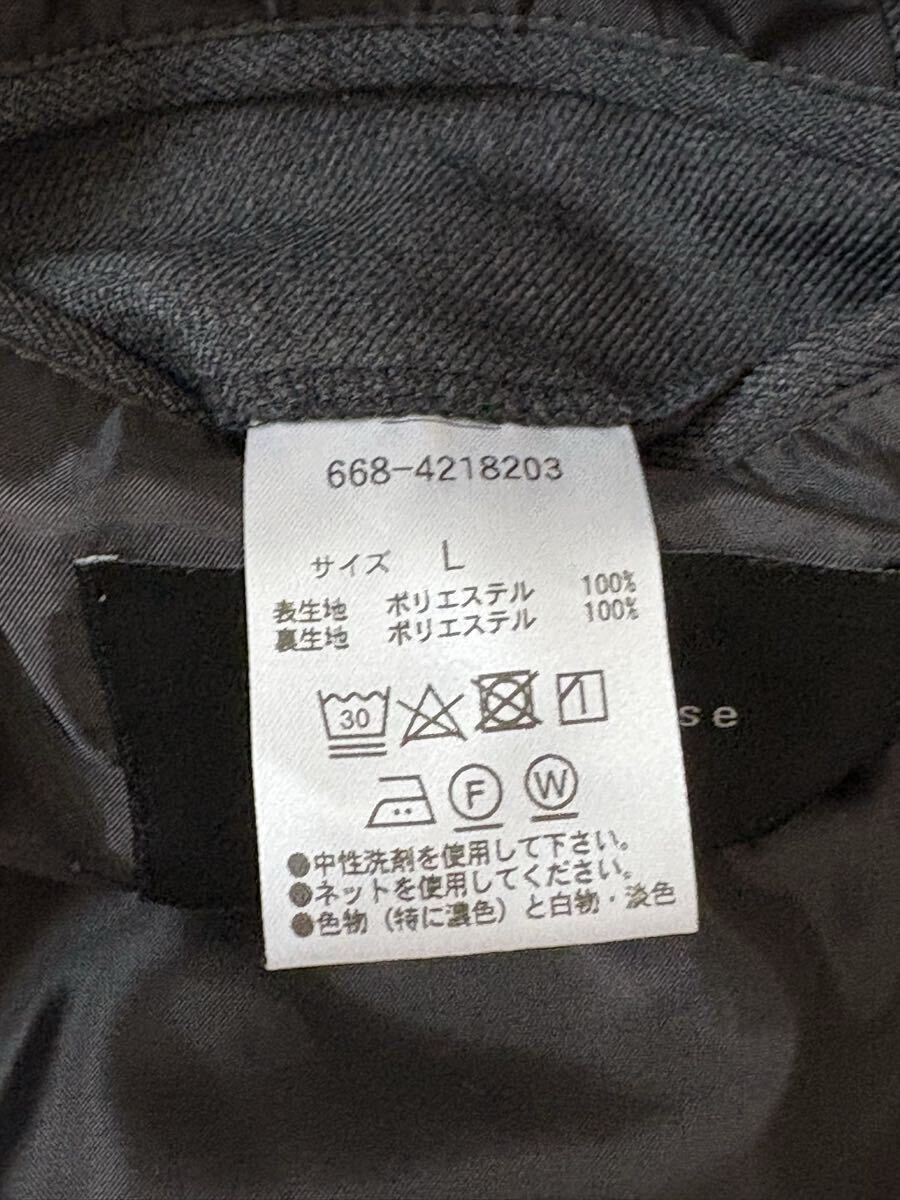 668-4218203
サイズ L
表生地 ポリエステル 100%
裏生地 ポリエステル 100%
30
F W
●中性洗剤を使用して下さい。
●ネットを使用してください。
●色物（特に濃色）と白物・淡色
se